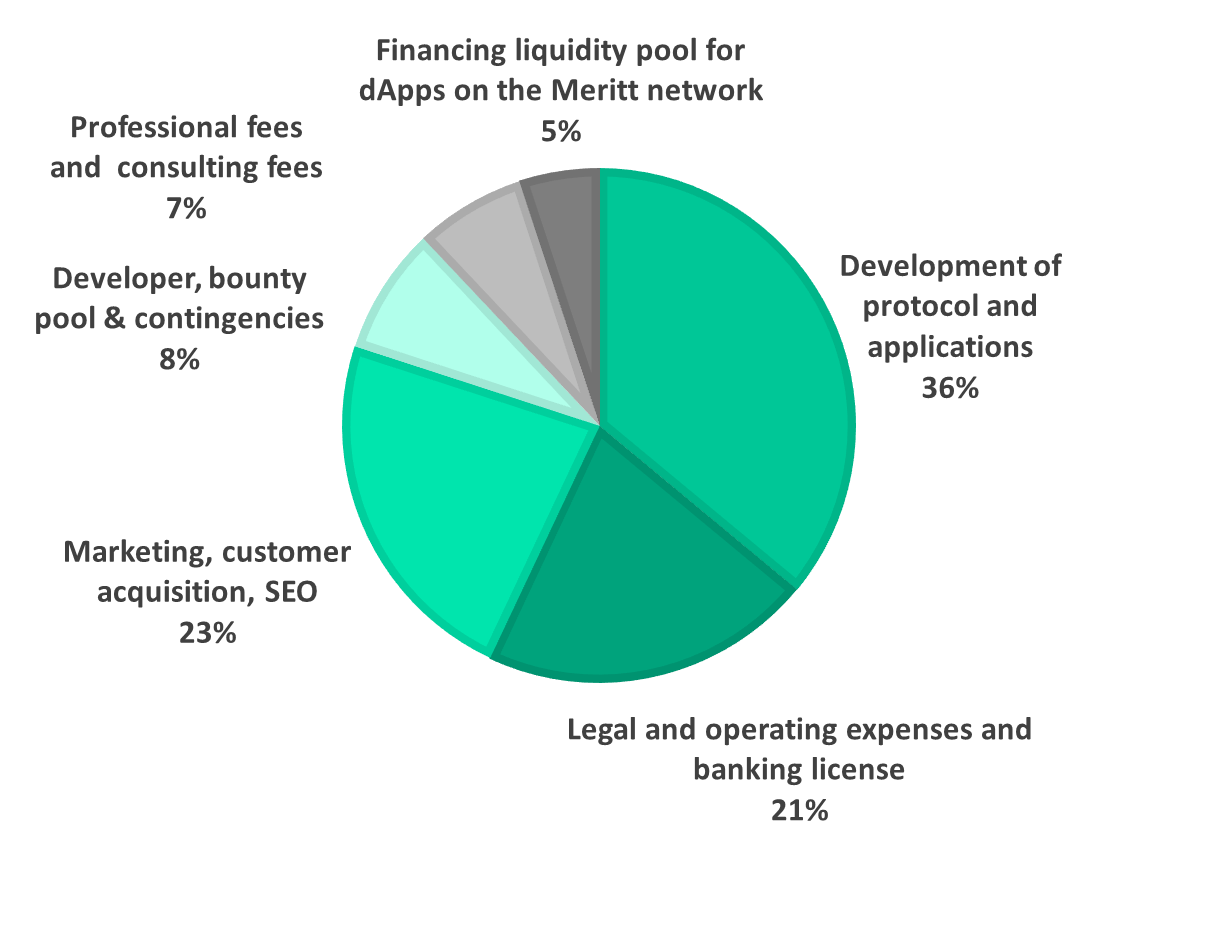 Financing liquidity pool for
dApps on the Meritt network
5%
Professional fees
and  consulting fees
7%
Developer, bounty
pool & contingencies
8%
Development of
protocol and
applications
36%
Marketing, customer
acquisition, SEO
23%
Legal and operating expenses and
banking license
21%